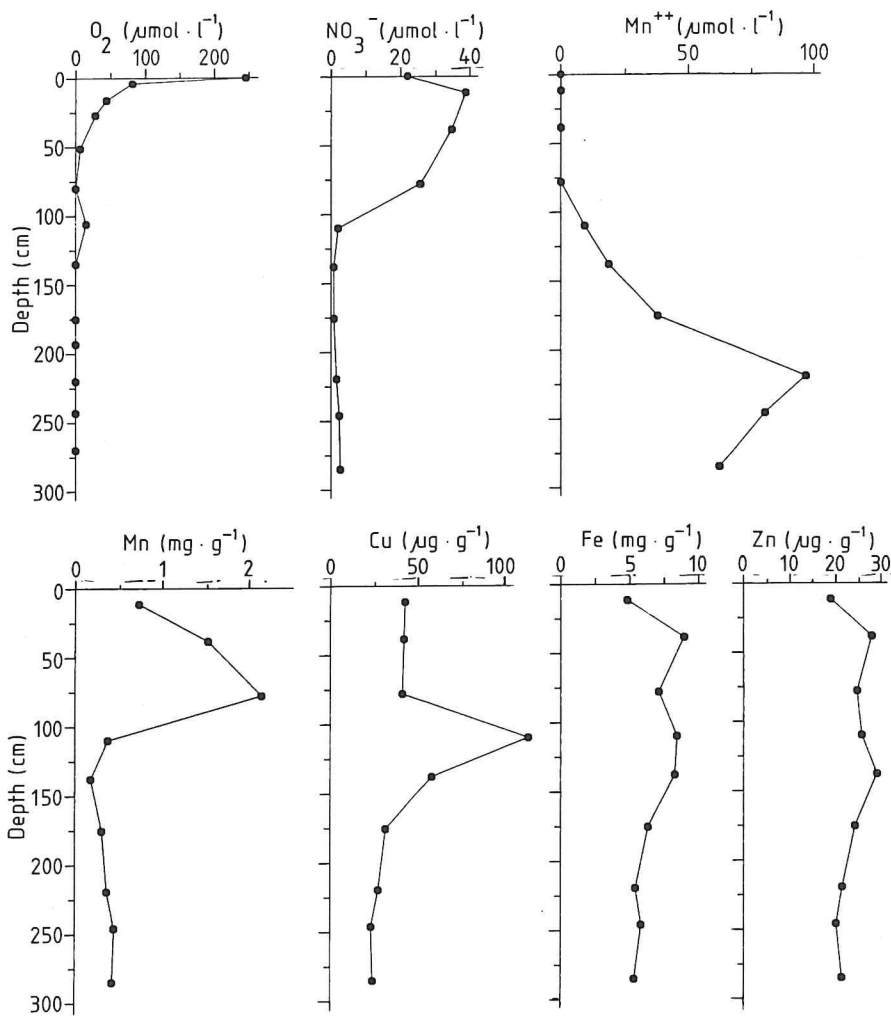 O₂ (μmol · l⁻¹)
0 100 200
NO₃⁻ (μmol · l⁻¹)
0 20 40
Mn⁺⁺ (μmol · l⁻¹)
0 50 100
Depth (cm)
0
50
100
150
200
250
300
Mn (mg · g⁻¹)
0 1 2
Cu (μg · g⁻¹)
0 50 100
Fe (mg · g⁻¹)
0 5 10
Zn (μg · g⁻¹)
0 10 20 30
Depth (cm)
0
50
100
150
200
250
300